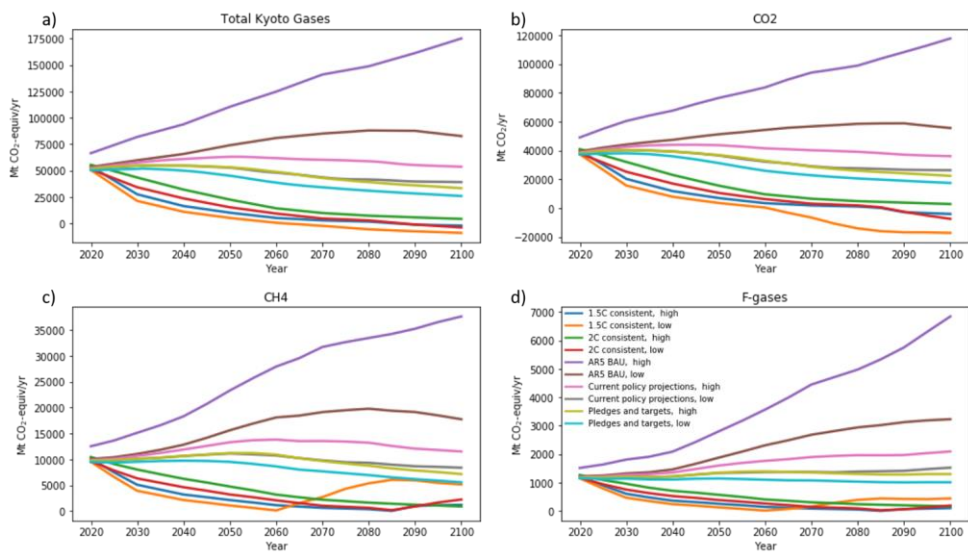 a)
Total Kyoto Gases
175000
150000
125000
100000
75000
50000
25000
0
Mt CO₂-equiv/yr
2020 2030 2040 2050 2060 2070 2080 2090 2100
Year
b)
CO2
120000
100000
80000
60000
40000
20000
0
−20000
Mt CO₂/yr
2020 2030 2040 2050 2060 2070 2080 2090 2100
Year
c)
CH4
35000
30000
25000
20000
15000
10000
5000
0
Mt CO₂-equiv/yr
2020 2030 2040 2050 2060 2070 2080 2090 2100
Year
d)
F-gases
7000
6000
5000
4000
3000
2000
1000
0
Mt CO₂-equiv/yr
1.5C consistent, high
1.5C consistent, low
2C consistent, high
2C consistent, low
AR5 BAU, high
AR5 BAU, low
Current policy projections, high
Current policy projections, low
Pledges and targets, high
Pledges and targets, low
2020 2030 2040 2050 2060 2070 2080 2090 2100
Year